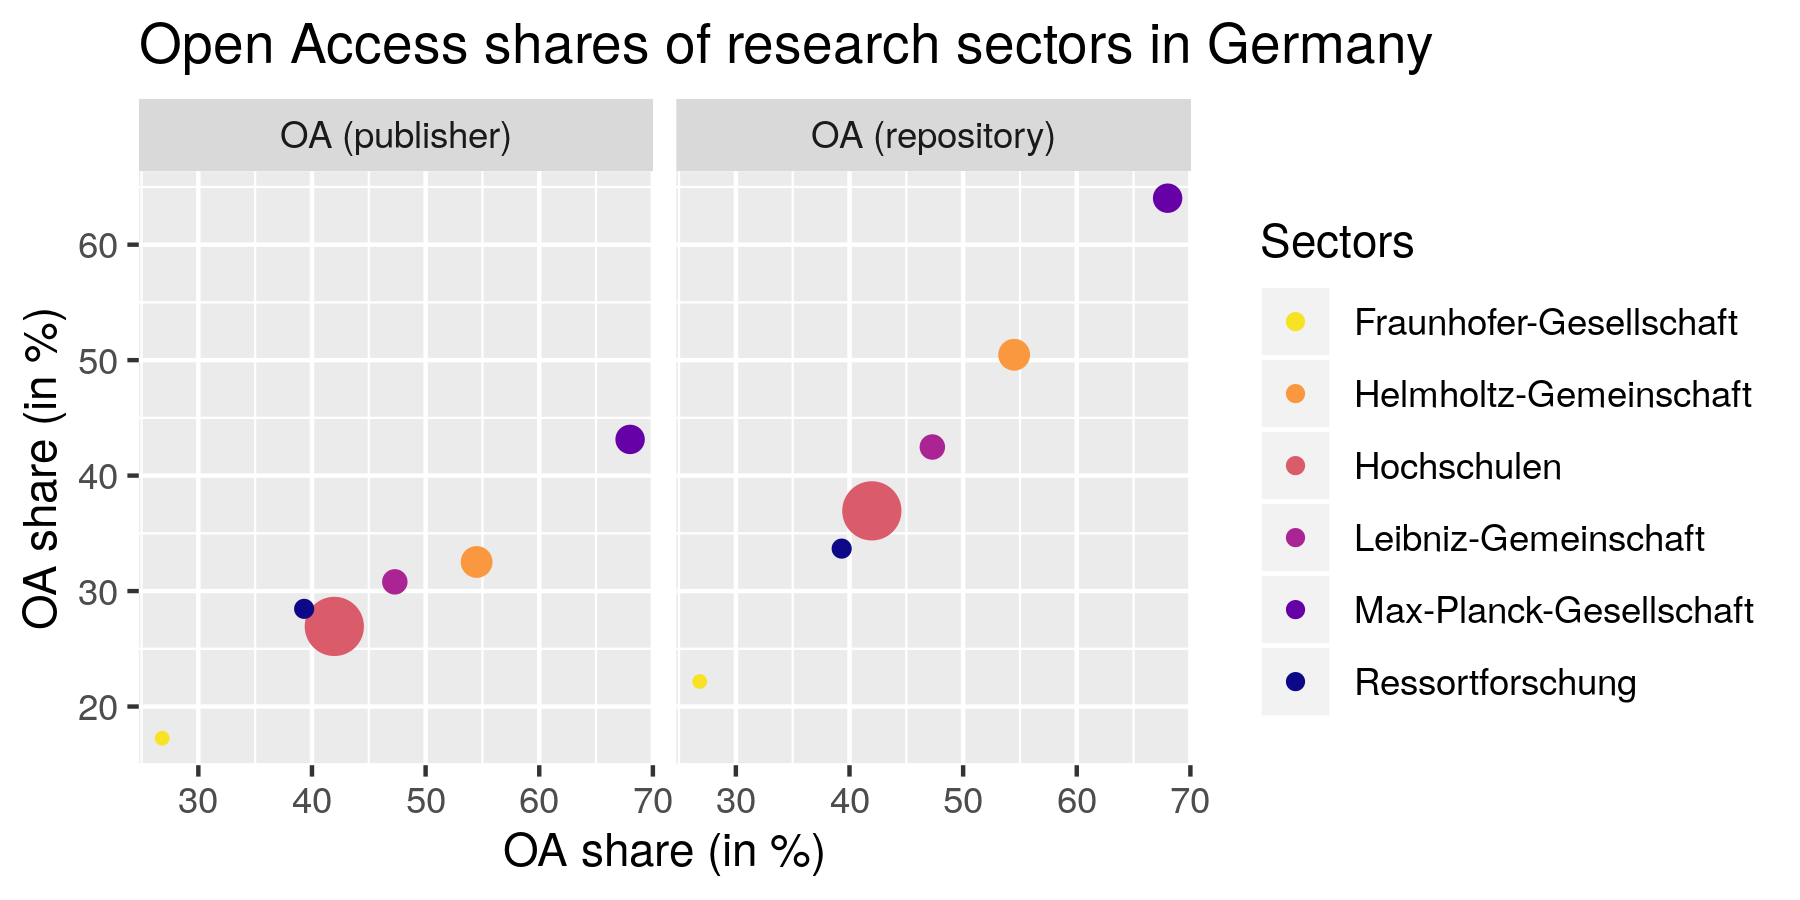 Open Access shares of research sectors in Germany
OA (publisher)
OA (repository)
OA share (in %)
60
50
40
30
20
30 40 50 60 70
30 40 50 60 70
OA share (in %)
Sectors
Fraunhofer-Gesellschaft
Helmholtz-Gemeinschaft
Hochschulen
Leibniz-Gemeinschaft
Max-Planck-Gesellschaft
Ressortforschung